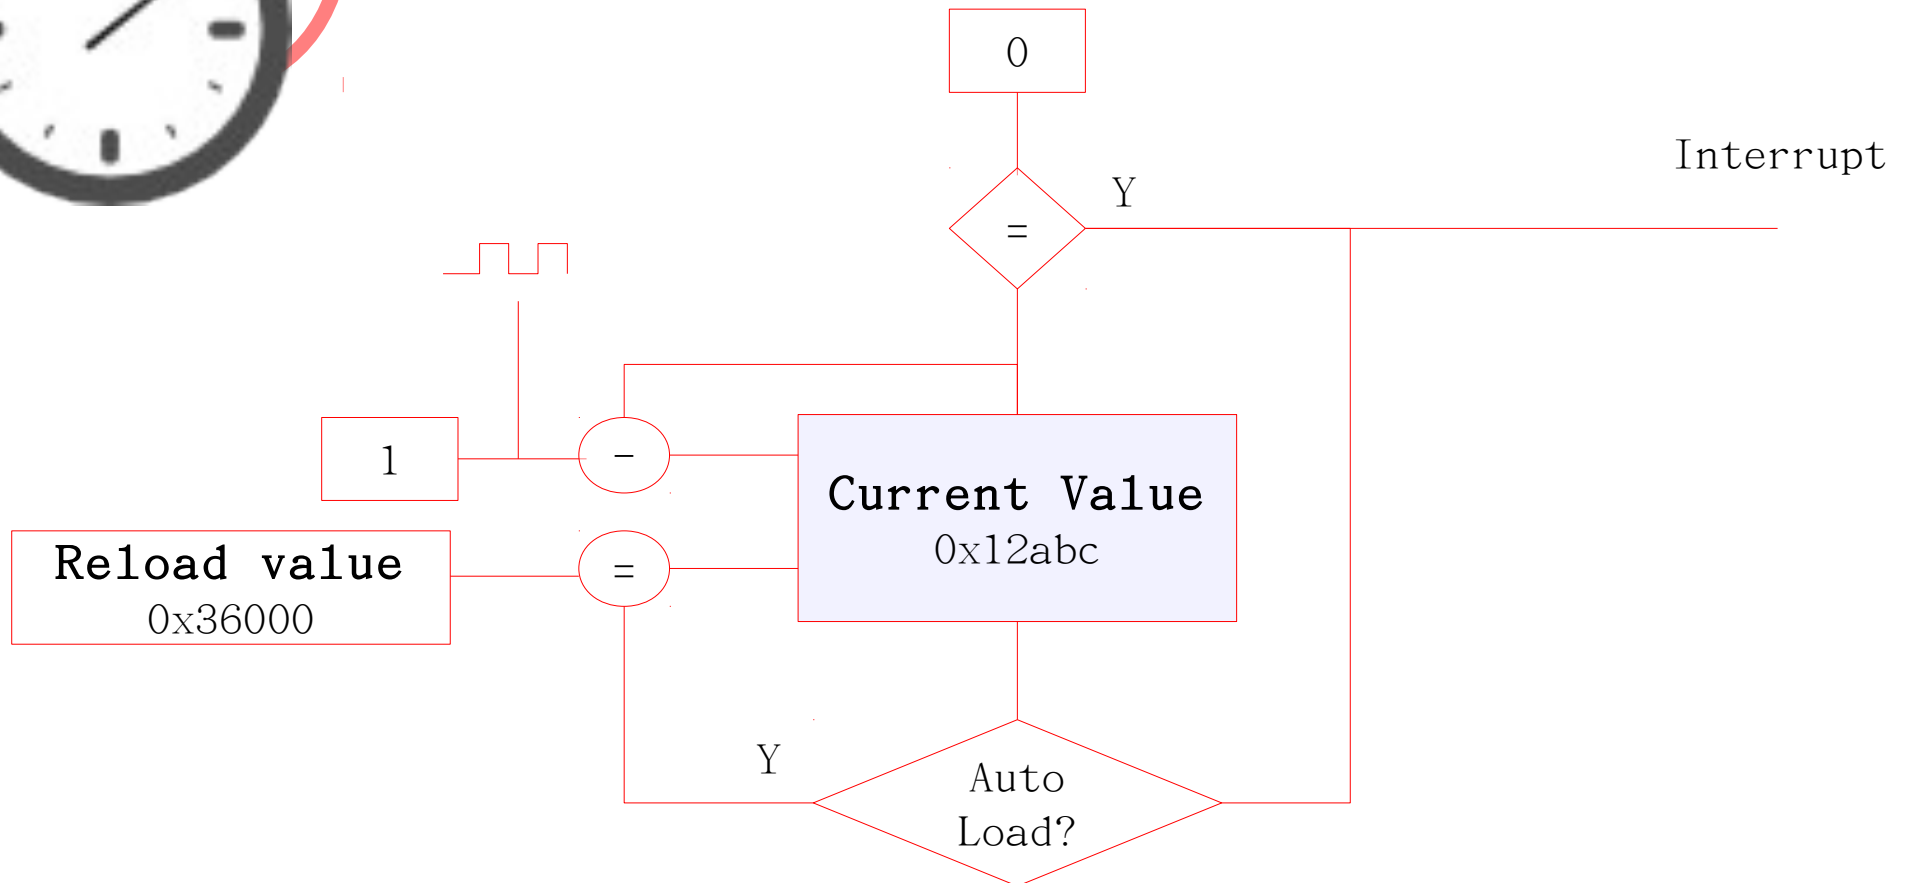 0
Interrupt
Y
=
1
-
Current Value
0x12abc
Reload value
0x36000
=
Y
Auto
Load?